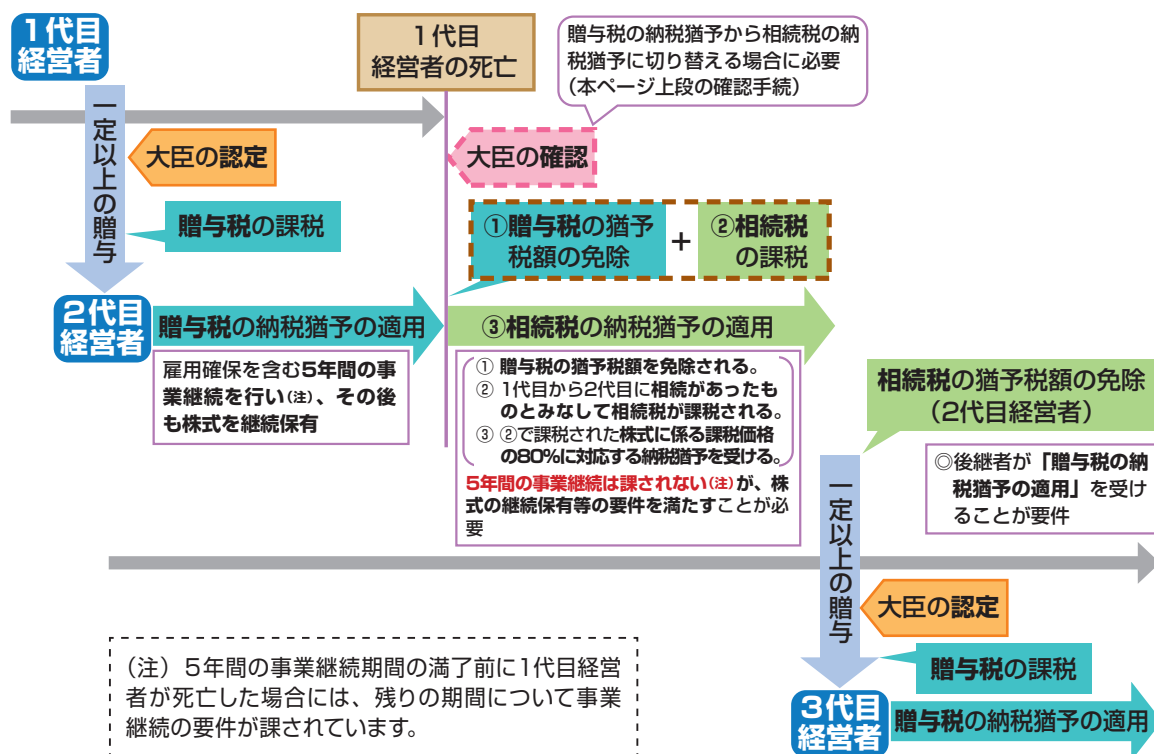 1代目
経営者
1代目
経営者の死亡
贈与税の納税猶予から相続税の納
税猶予に切り替える場合に必要
(本ページ上段の確認手続)
一定以上の贈与
大臣の認定
大臣の確認
贈与税の課税
①贈与税の猶予
税額の免除
+
②相続税
の課税
2代目
経営者
贈与税の納税猶予の適用
③相続税の納税猶予の適用
雇用確保を含む5年間の事
業継続を行い(注)、その後
も株式を継続保有
① 贈与税の猶予税額を免除される。
② 1代目から2代目に相続があったも
のとみなして相続税が課税される。
③ ②で課税された株式に係る課税価格
の80%に対応する納税猶予を受ける。
5年間の事業継続は課されない(注)が、株
式の継続保有等の要件を満たすことが必
要
相続税の猶予税額の免除
(2代目経営者)
◎後継者が「贈与税の納
税猶予の適用」を受け
ることが要件
一定以上の贈与
大臣の認定
贈与税の課税
3代目
経営者
贈与税の納税猶予の適用
(注) 5年間の事業継続期間の満了前に1代目経営
者が死亡した場合には、残りの期間について事業
継続の要件が課されています。